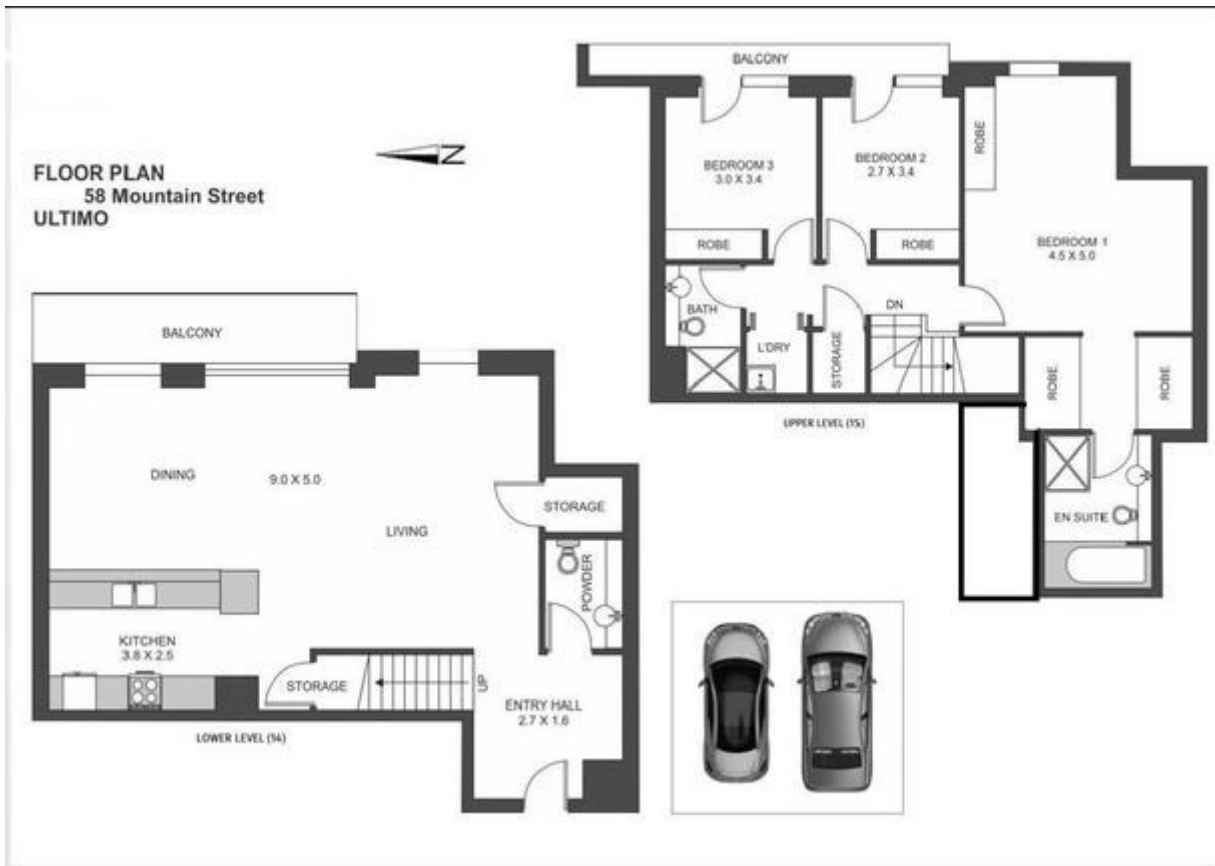 FLOOR PLAN
58 Mountain Street
ULTIMO
N
BALCONY
DINING
9.0 X 5.0
LIVING
STORAGE
POWDER
KITCHEN
3.8 X 2.5
STORAGE
UP
ENTRY HALL
2.7 X 1.6
LOWER LEVEL (14)
BALCONY
BEDROOM 3
3.0 X 3.4
BEDROOM 2
2.7 X 3.4
ROBE
BEDROOM 1
4.5 X 5.0
ROBE
ROBE
BATH
L'DRY
STORAGE
DN
ROBE
ROBE
UPPER LEVEL (15)
EN SUITE